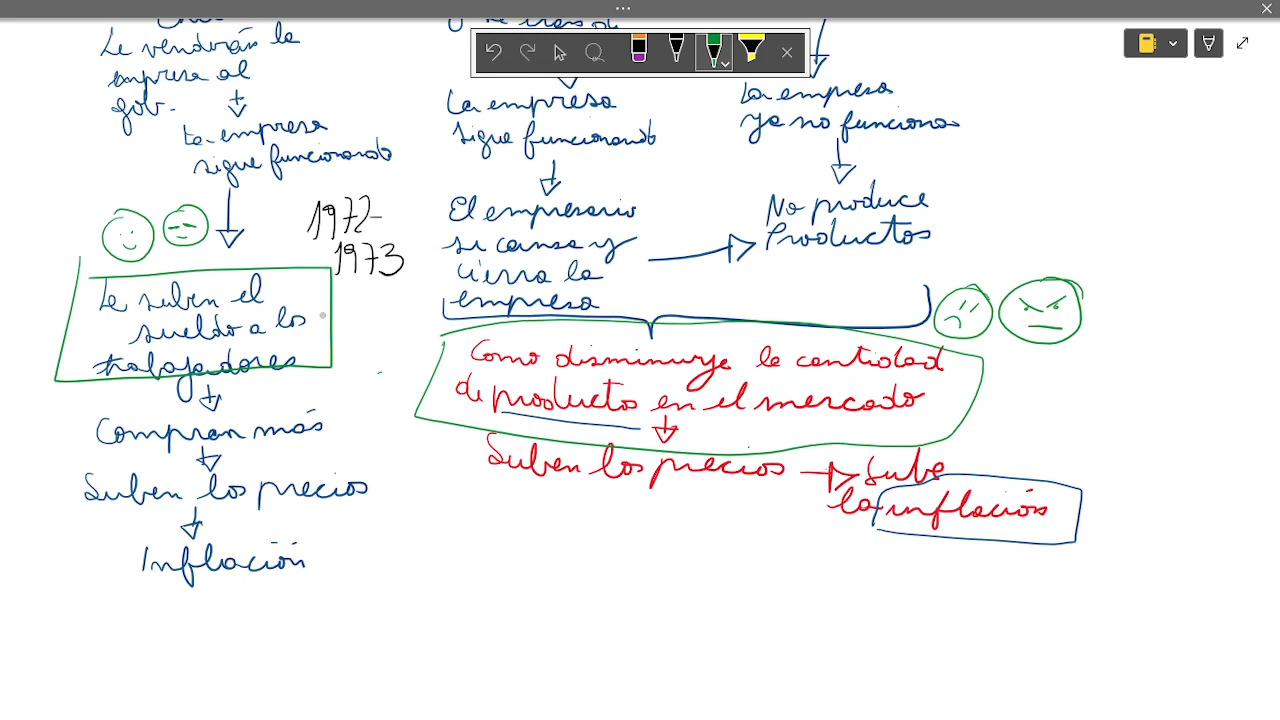 Le venderán la
empresa al
gob.
La empresa
sigue funcionando
1972-
1973
Le suben el
sueldo a los
trabajadores
Compran más
Suben los precios
Inflación
La empresa
sigue funcionando
El empresario
se cansa y
cierra la
empresa
La empresa
ya no funciona
No produce
Productos
Como disminuye la cantidad
de productos en el mercado
Suben los precios
Sube
la inflación